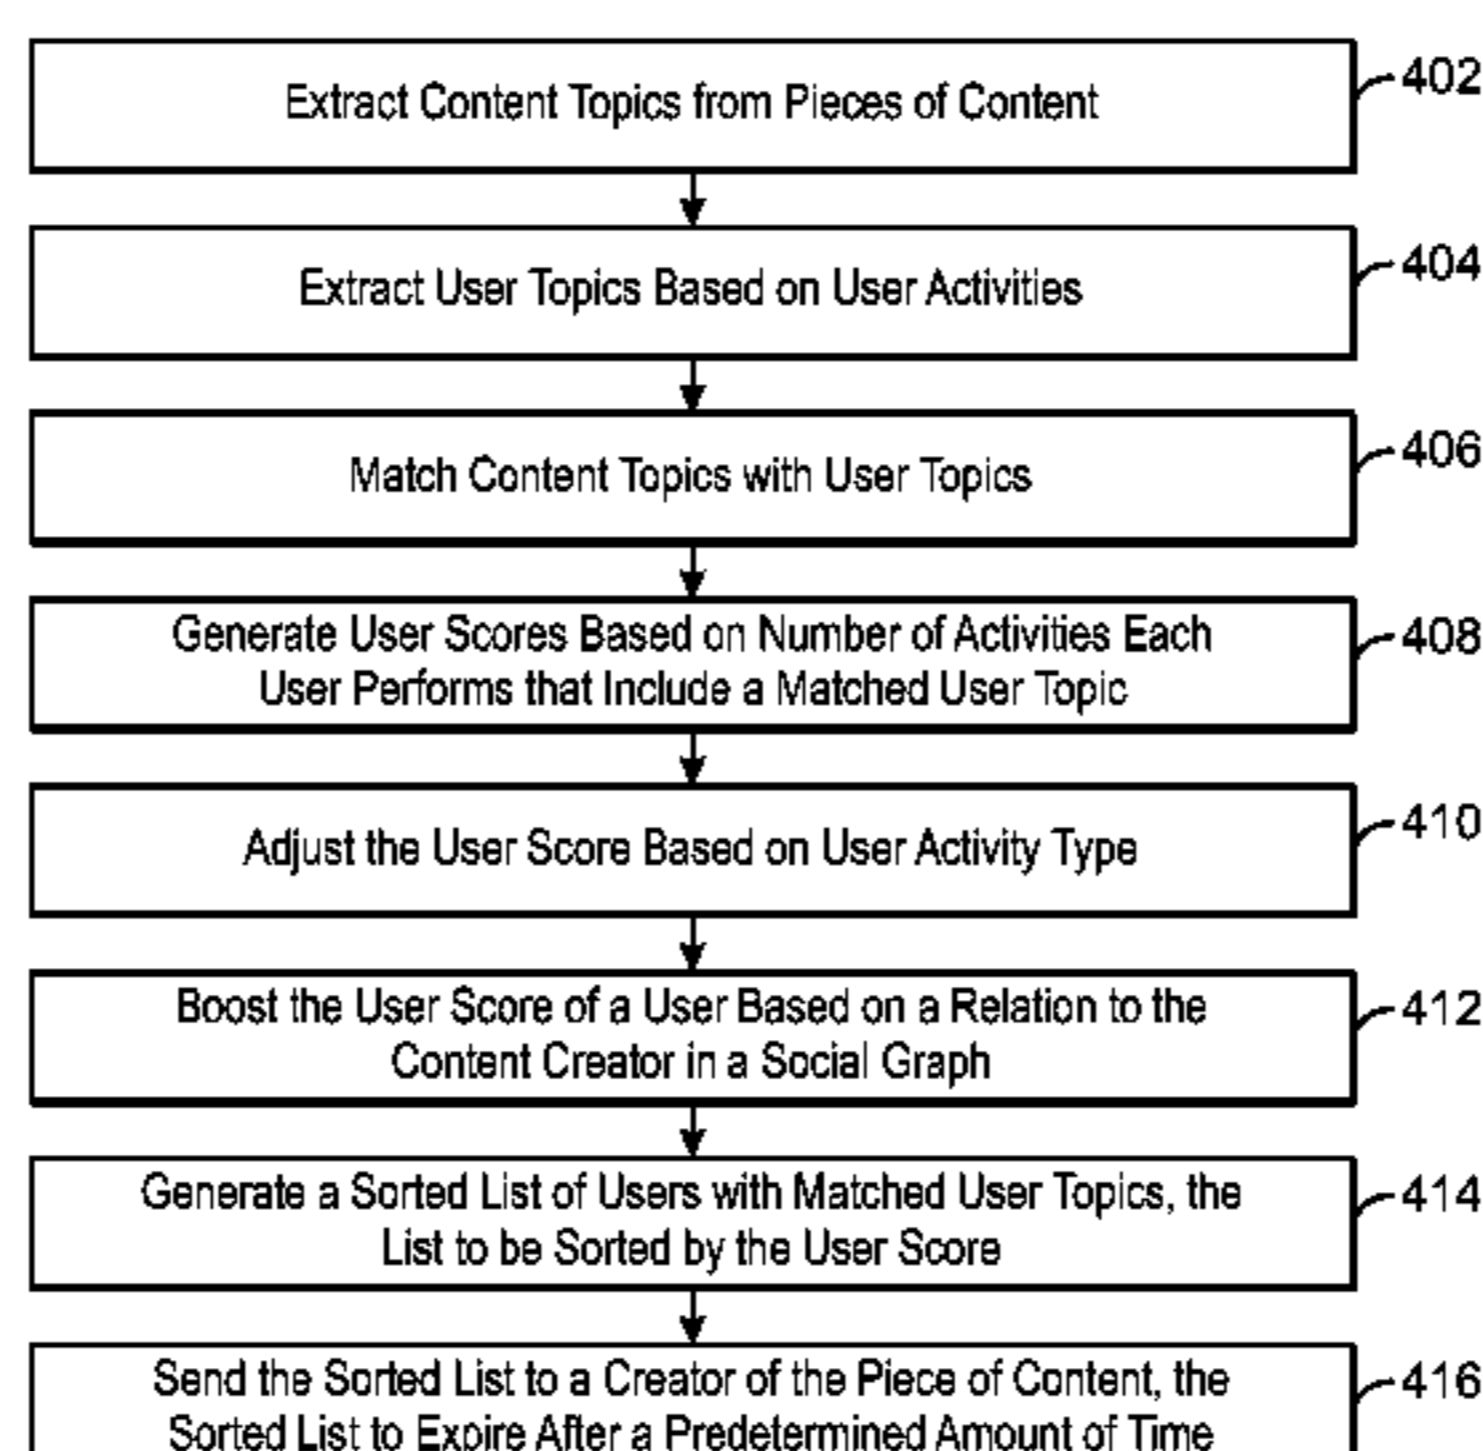 Extract Content Topics from Pieces of Content
402
Extract User Topics Based on User Activities
404
Match Content Topics with User Topics
406
Generate User Scores Based on Number of Activities Each
User Performs that Include a Matched User Topic
408
Adjust the User Score Based on User Activity Type
410
Boost the User Score of a User Based on a Relation to the
Content Creator in a Social Graph
412
Generate a Sorted List of Users with Matched User Topics, the
List to be Sorted by the User Score
414
Send the Sorted List to a Creator of the Piece of Content, the
Sorted List to Expire After a Predetermined Amount of Time
416